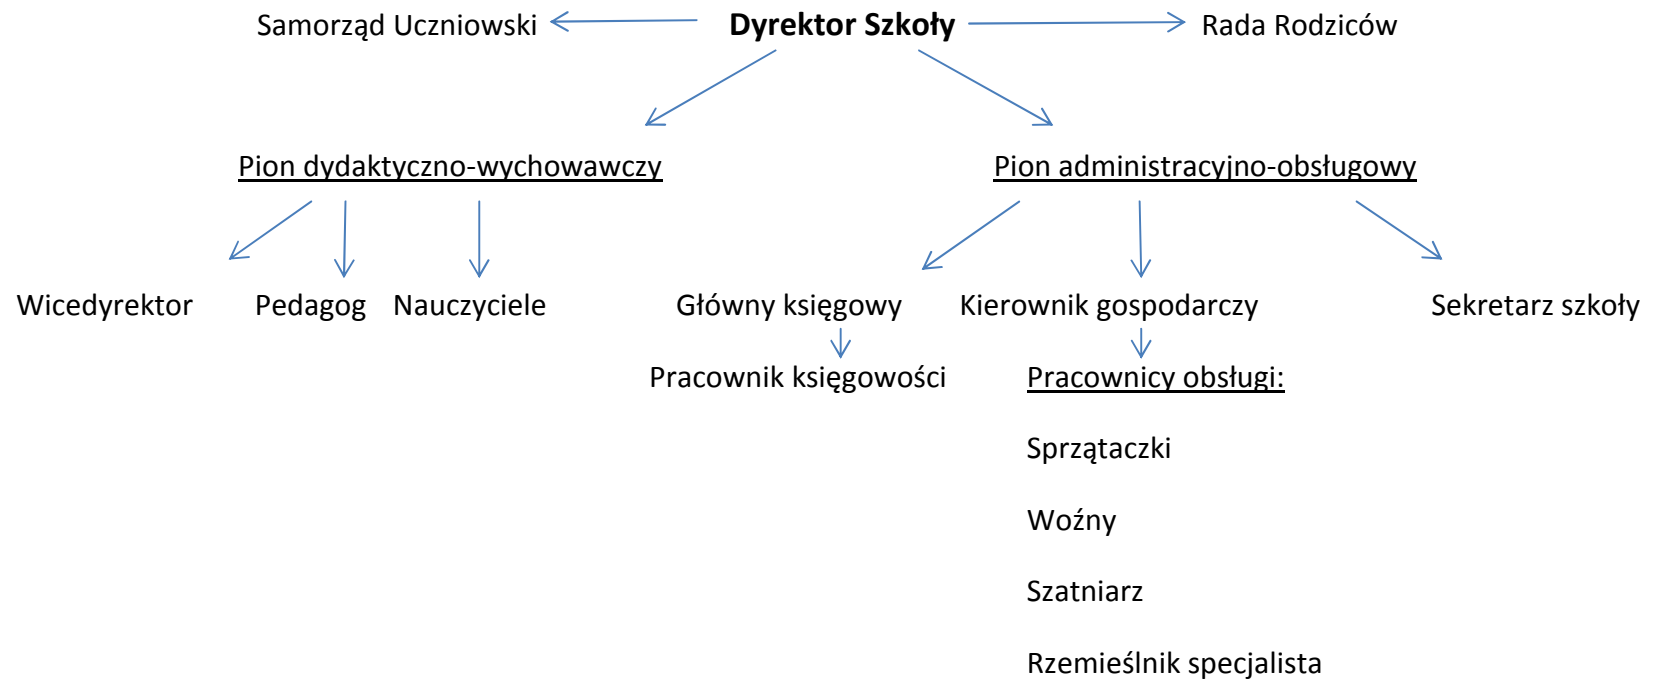 Samorząd Uczniowski Dyrektor Szkoły Rada Rodziców
Pion dydaktyczno-wychowawczy Pion administracyjno-obsługowy
Wicedyrektor Pedagog Nauczyciele Główny księgowy Kierownik gospodarczy Sekretarz szkoły
Pracownik księgowości Pracownicy obsługi:
Sprzątaczki
Woźny
Szatniarz
Rzemieślnik specjalista